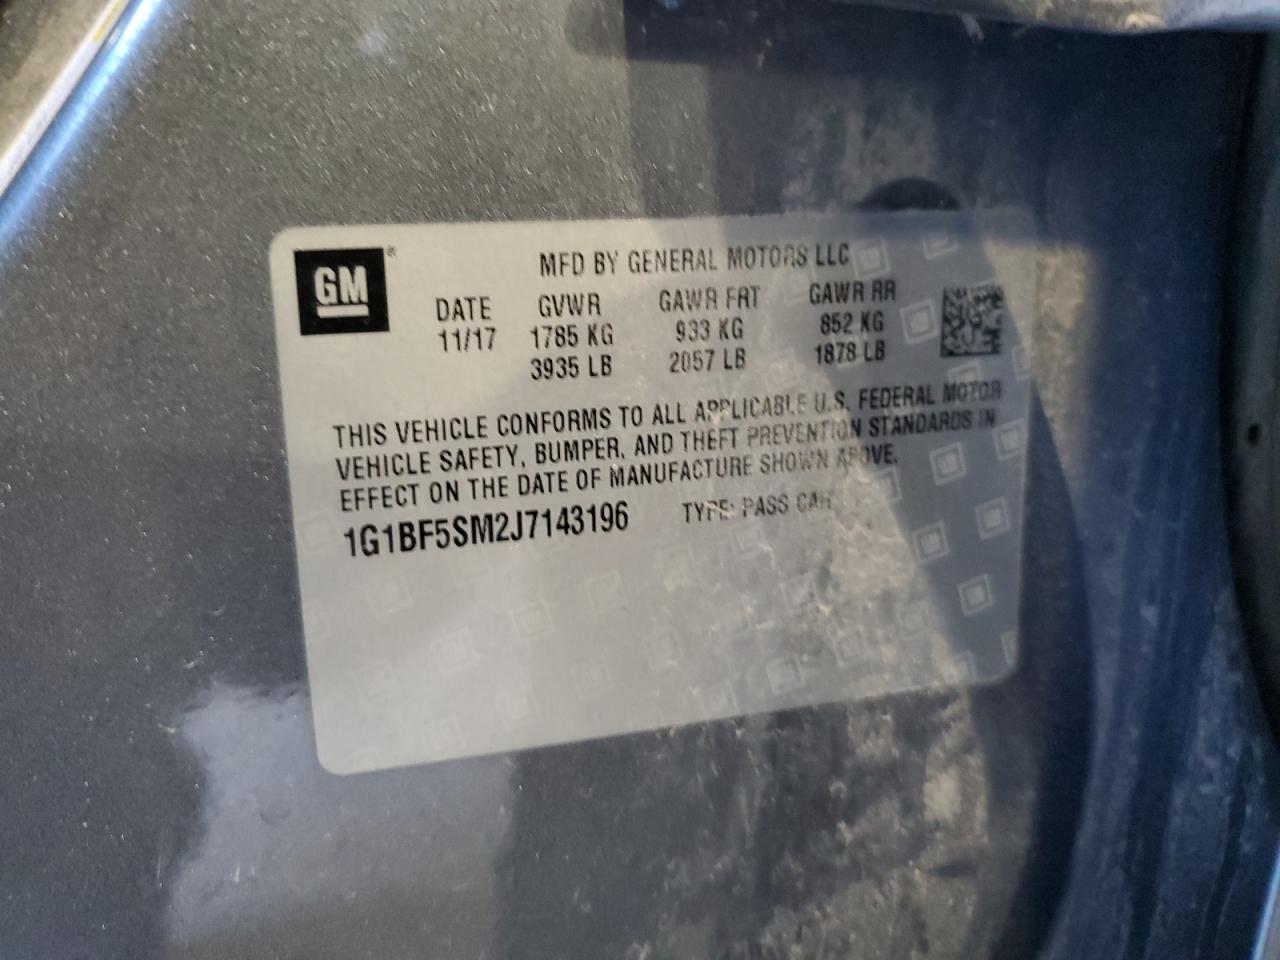 GM ®
MFD BY GENERAL MOTORS LLC
DATE GVWR GAWR FRT GAWR RR
11/17 1785 KG 933 KG 852 KG
3935 LB 2057 LB 1878 LB
THIS VEHICLE CONFORMS TO ALL APPLICABLE U.S. FEDERAL MOTOR
VEHICLE SAFETY, BUMPER, AND THEFT PREVENTION STANDARDS IN
EFFECT ON THE DATE OF MANUFACTURE SHOWN ABOVE.
1G1BF5SM2J7143196 TYPE: PASS CAR